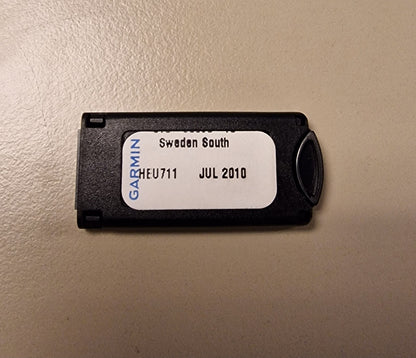 Sweden South
GARMIN
HEU711 JUL 2010